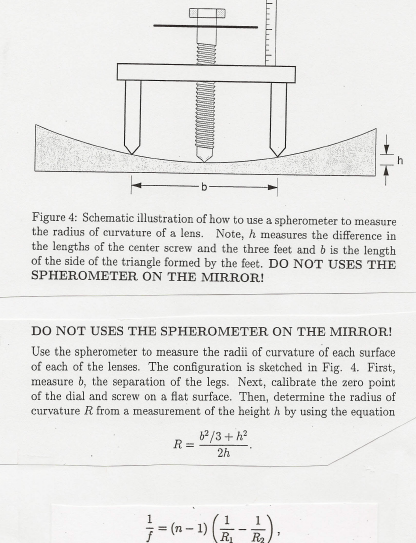 h
b
Figure 4: Schematic illustration of how to use a spherometer to measure
the radius of curvature of a lens. Note, h measures the difference in
the lengths of the center screw and the three feet and b is the length
of the side of the triangle formed by the feet. DO NOT USES THE
SPHEROMETER ON THE MIRROR!
DO NOT USES THE SPHEROMETER ON THE MIRROR!
Use the spherometer to measure the radii of curvature of each surface
of each of the lenses. The configuration is sketched in Fig. 4. First,
measure b, the separation of the legs. Next, calibrate the zero point
of the dial and screw on a flat surface. Then, determine the radius of
curvature R from a measurement of the height h by using the equation
R = b²/3 + h² / 2h .
1/f = (n − 1) ( 1/R₁ − 1/R₂ ) ,